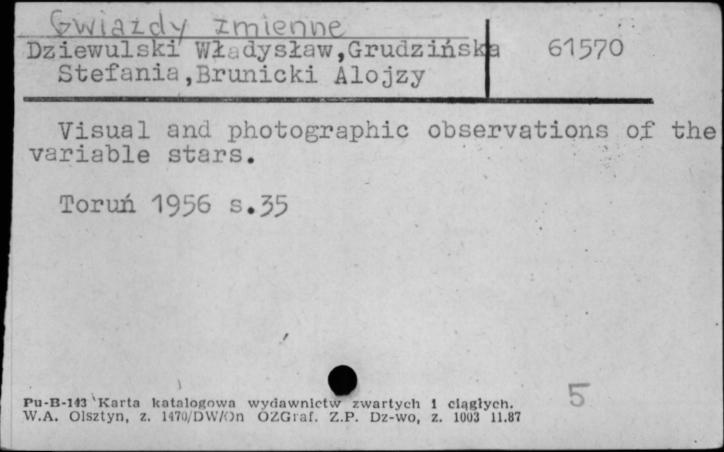 Gwiazdy zmienne
Dziewulski Władysław,Grudzińska 61570
Stefania,Brunicki Alojzy
Visual and photographic observations of the
variable stars.
Toruń 1956 s.35
5
Pu-B-143 Karta katalogowa wydawnictw zwartych i ciągłych.
W.A. Olsztyn, z. 1470/DW/On OZGraf. Z.P. Dz-wo, z. 1003 11.87